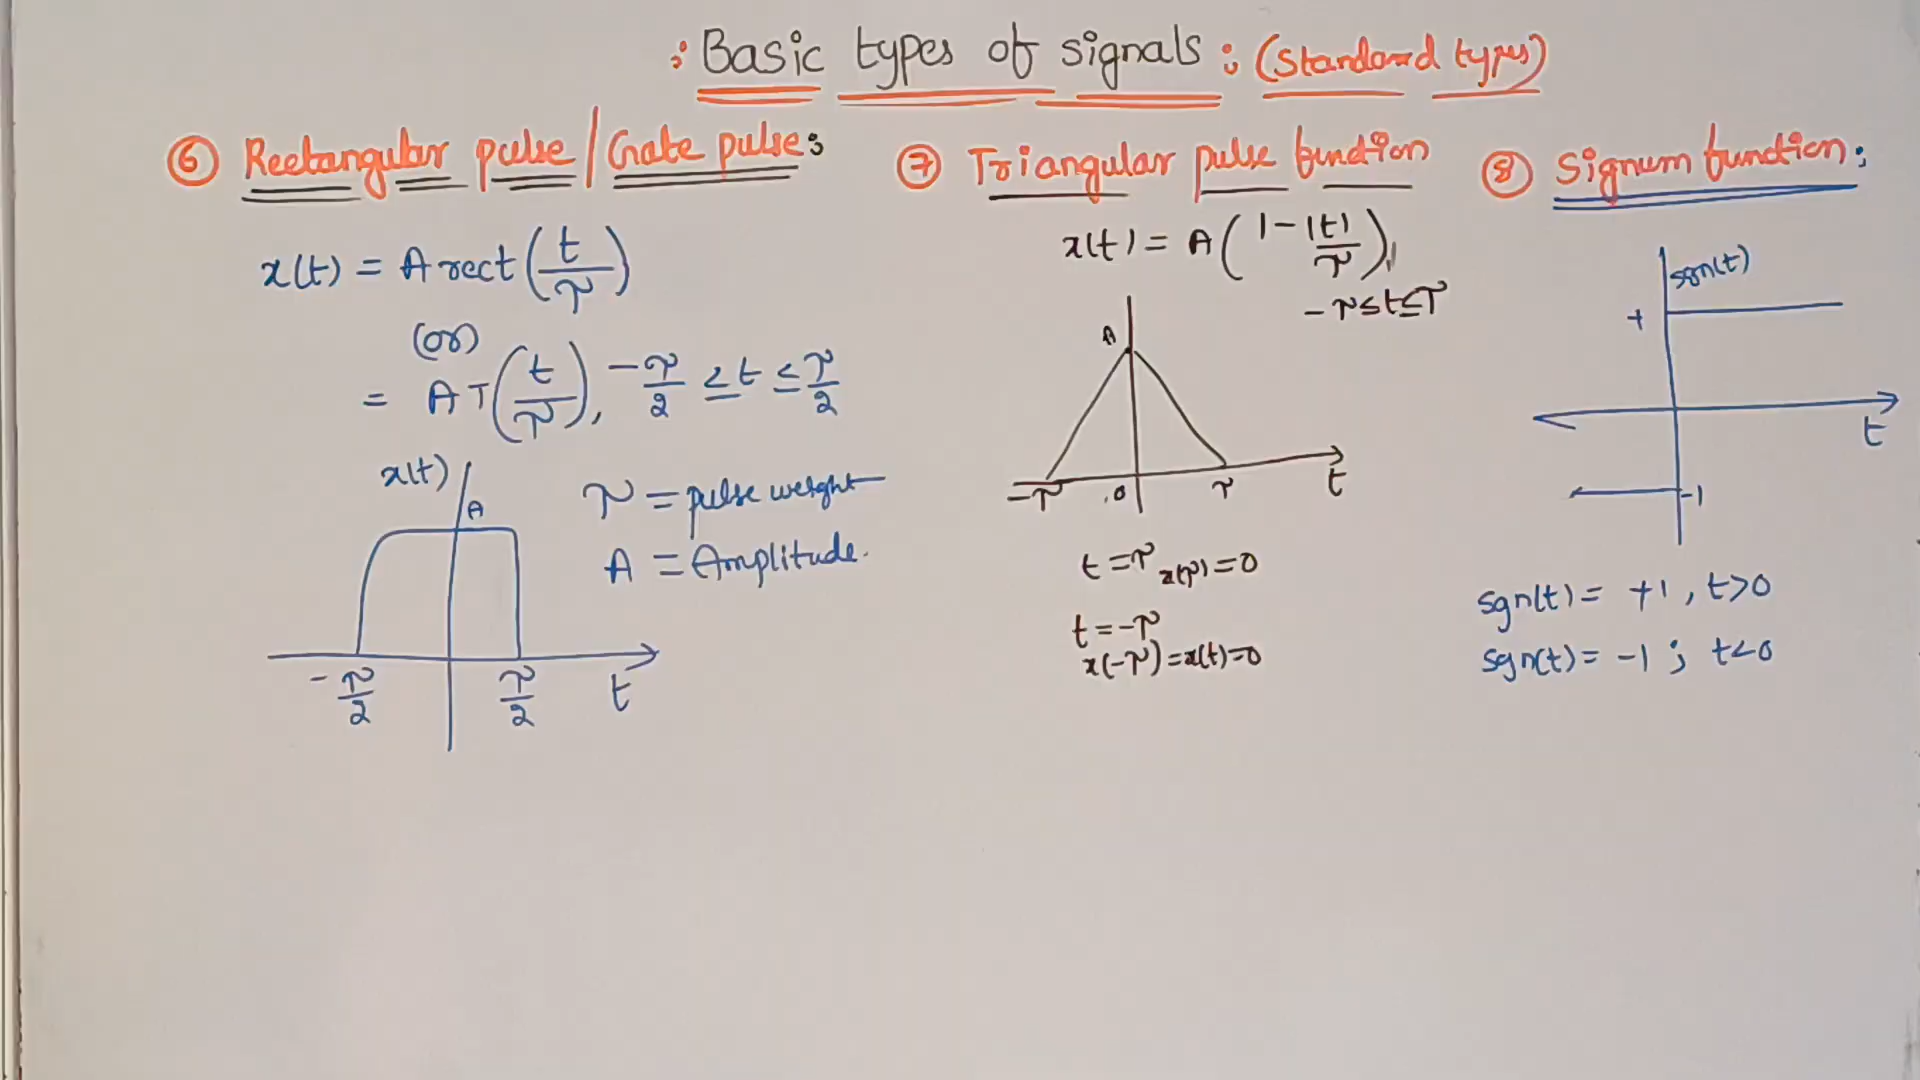 : Basic types of signals : (Standard types)
⑥ Rectangular pulse / Gate pulse :
x(t) = A rect(t/τ)
(or)
= A T(t/τ), -τ/2 ≥ t ≤ τ/2
x(t)
A
-τ/2 τ/2 t
τ = pulse weight
A = Amplitude.
⑦ Triangular pulse function
x(t) = A(1-|t|/τ),
-τ ≤ t ≤ τ
A
-τ 0 τ t
t = τ x(τ) = 0
t = -τ
x(-τ) = x(t) = 0
⑧ Signum function :
sgn(t)
+
t
-1
sgn(t) = +1, t>0
sgn(t) = -1 ; t<0